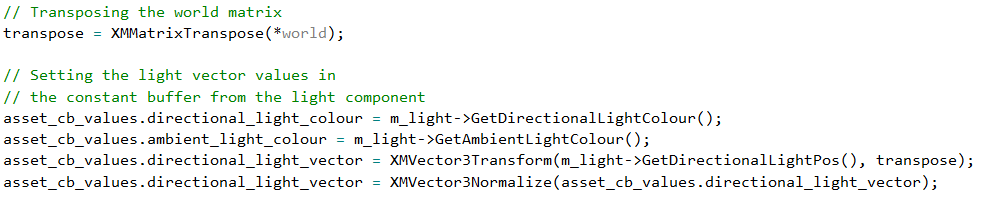 // Transposing the world matrix
transpose = XMMatrixTranspose(*world);
// Setting the light vector values in
// the constant buffer from the light component
asset_cb_values.directional_light_colour = m_light->GetDirectionalLightColour();
asset_cb_values.ambient_light_colour = m_light->GetAmbientLightColour();
asset_cb_values.directional_light_vector = XMVector3Transform(m_light->GetDirectionalLightPos(), transpose);
asset_cb_values.directional_light_vector = XMVector3Normalize(asset_cb_values.directional_light_vector);